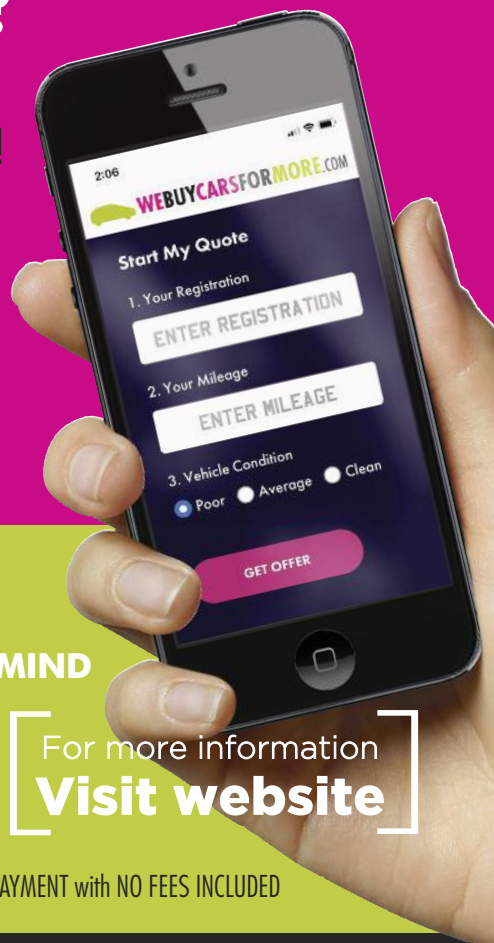 ?
!
2:06
WEBUYCARSFORMORE.COM
Start My Quote
1. Your Registration
ENTER REGISTRATION
2. Your Mileage
ENTER MILEAGE
3. Vehicle Condition
Poor Average Clean
GET OFFER
MIND
For more information
Visit website
AYMENT with NO FEES INCLUDED